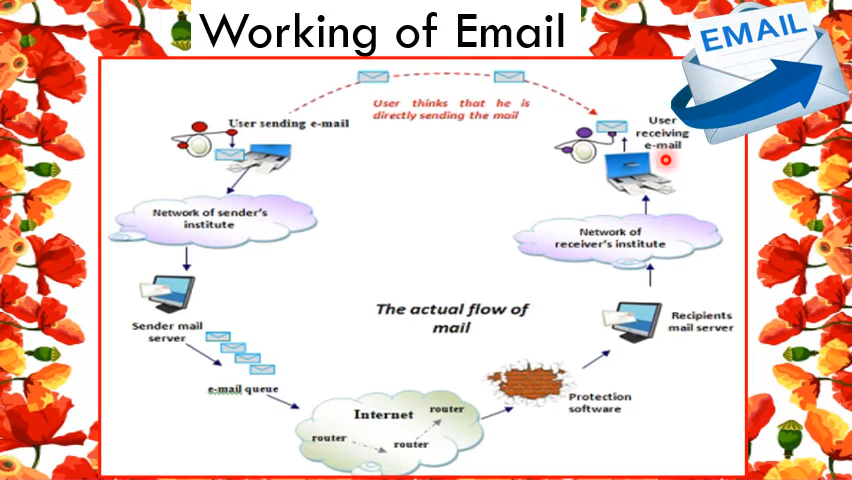 Working of Email
EMAIL
User thinks that he is
directly sending the mail
User sending e-mail
User
receiving
e-mail
Network of sender's
institute
Network of
receiver's institute
The actual flow of
mail
Sender mail
server
Recipients
mail server
e-mail queue
Internet
router
router
router
Protection
software